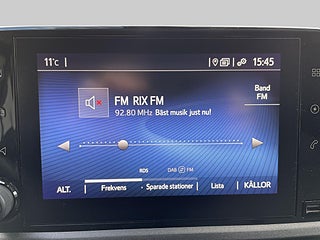 11°C
15:45
FM RIX FM
92.80 MHz Bäst musik just nu!
Band
FM
RDS DAB FM
ALT. Frekvens Sparade stationer Lista KÄLLOR